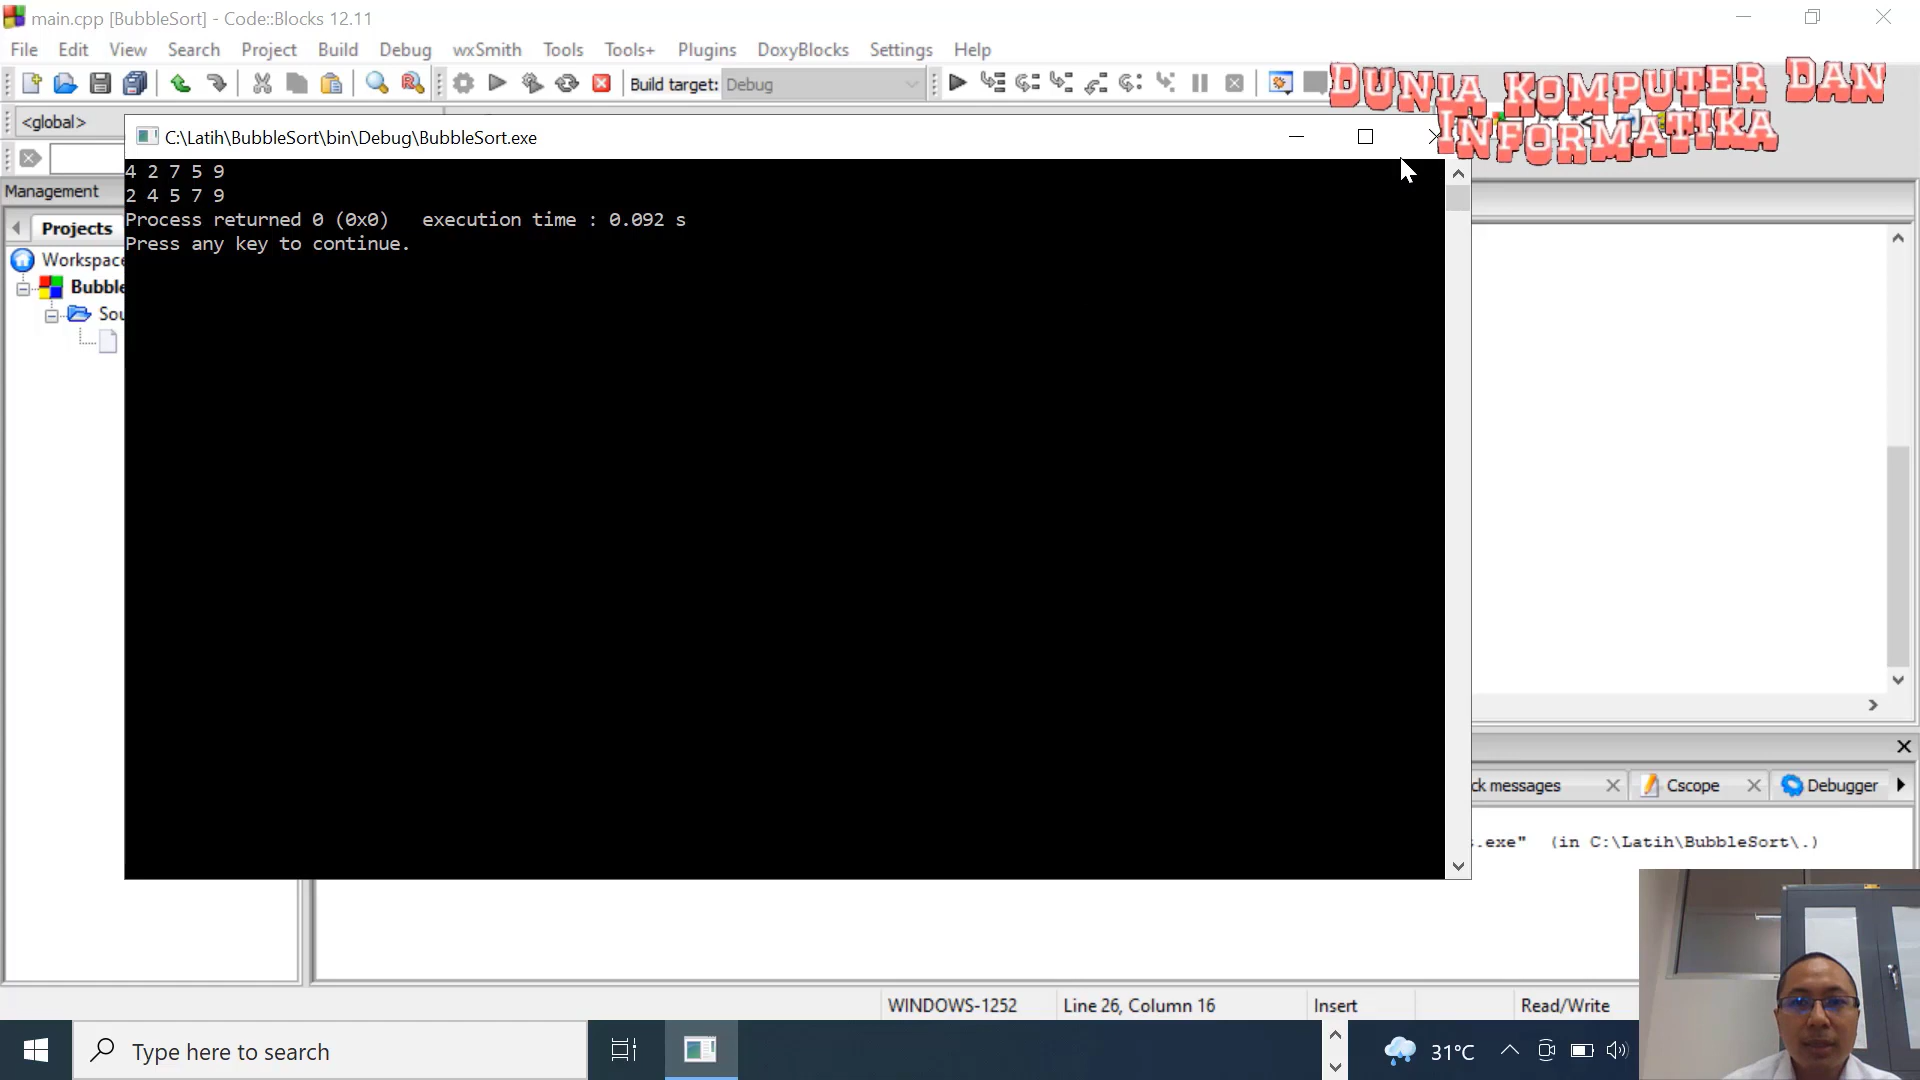 main.cpp [BubbleSort] - Code::Blocks 12.11
File Edit View Search Project Build Debug wxSmith Tools Tools+ Plugins DoxyBlocks Settings Help
Build target: Debug
DUNIA KOMPUTER DAN
INFORMATIKA
<global>
C:\Latih\BubbleSort\bin\Debug\BubbleSort.exe
4 2 7 5 9
2 4 5 7 9
Process returned 0 (0x0)   execution time : 0.092 s
Press any key to continue.
Management
Projects
Workspace
Bubble
Sou
ck messages
Cscope
Debugger
.exe"  (in C:\Latih\BubbleSort\.)
WINDOWS-1252
Line 26, Column 16
Insert
Read/Write
Type here to search
31°C